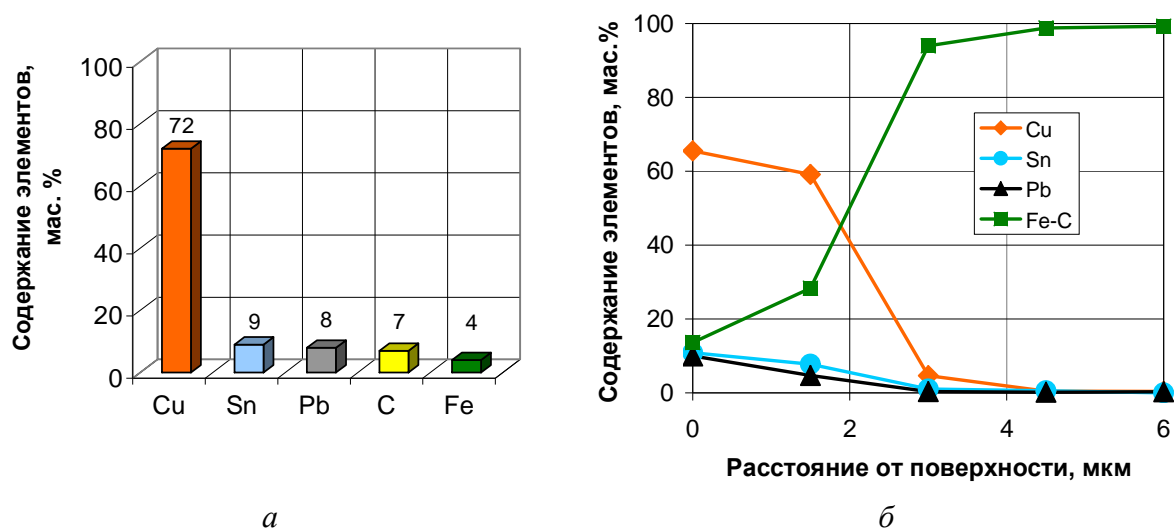 Содержание элементов,
мас. %
100
80
60
40
20
0
72
9
8
7
4
Cu Sn Pb C Fe
а
Содержание элементов, мас.%
100
80
60
40
20
0
Cu
Sn
Pb
Fe-C
0 2 4 6
Расстояние от поверхности, мкм
б